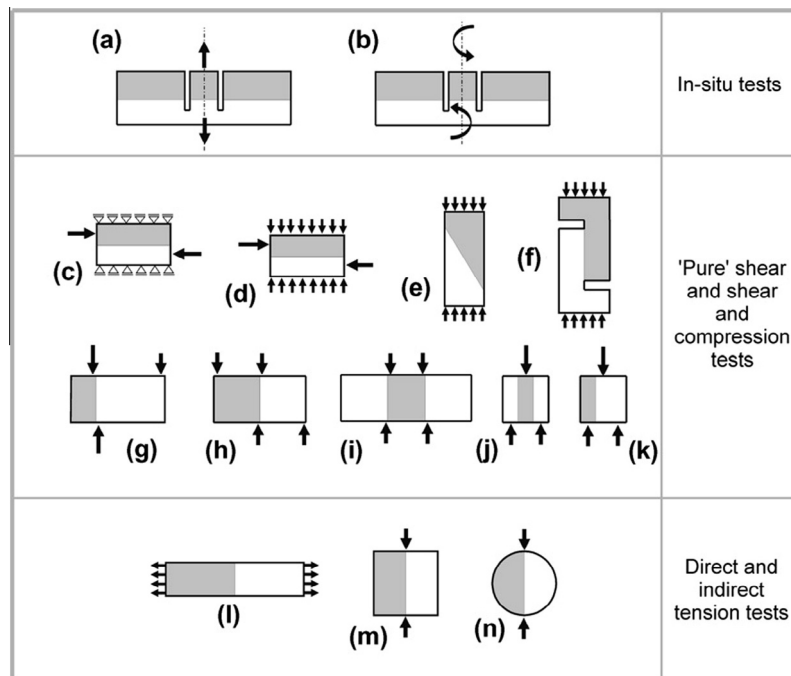 (a)
(b)
In-situ tests
(c)
(d)
(e)
(f)
'Pure' shear
and shear
and
compression
tests
(g)
(h)
(i)
(j)
(k)
(l)
(m)
(n)
Direct and
indirect
tension tests